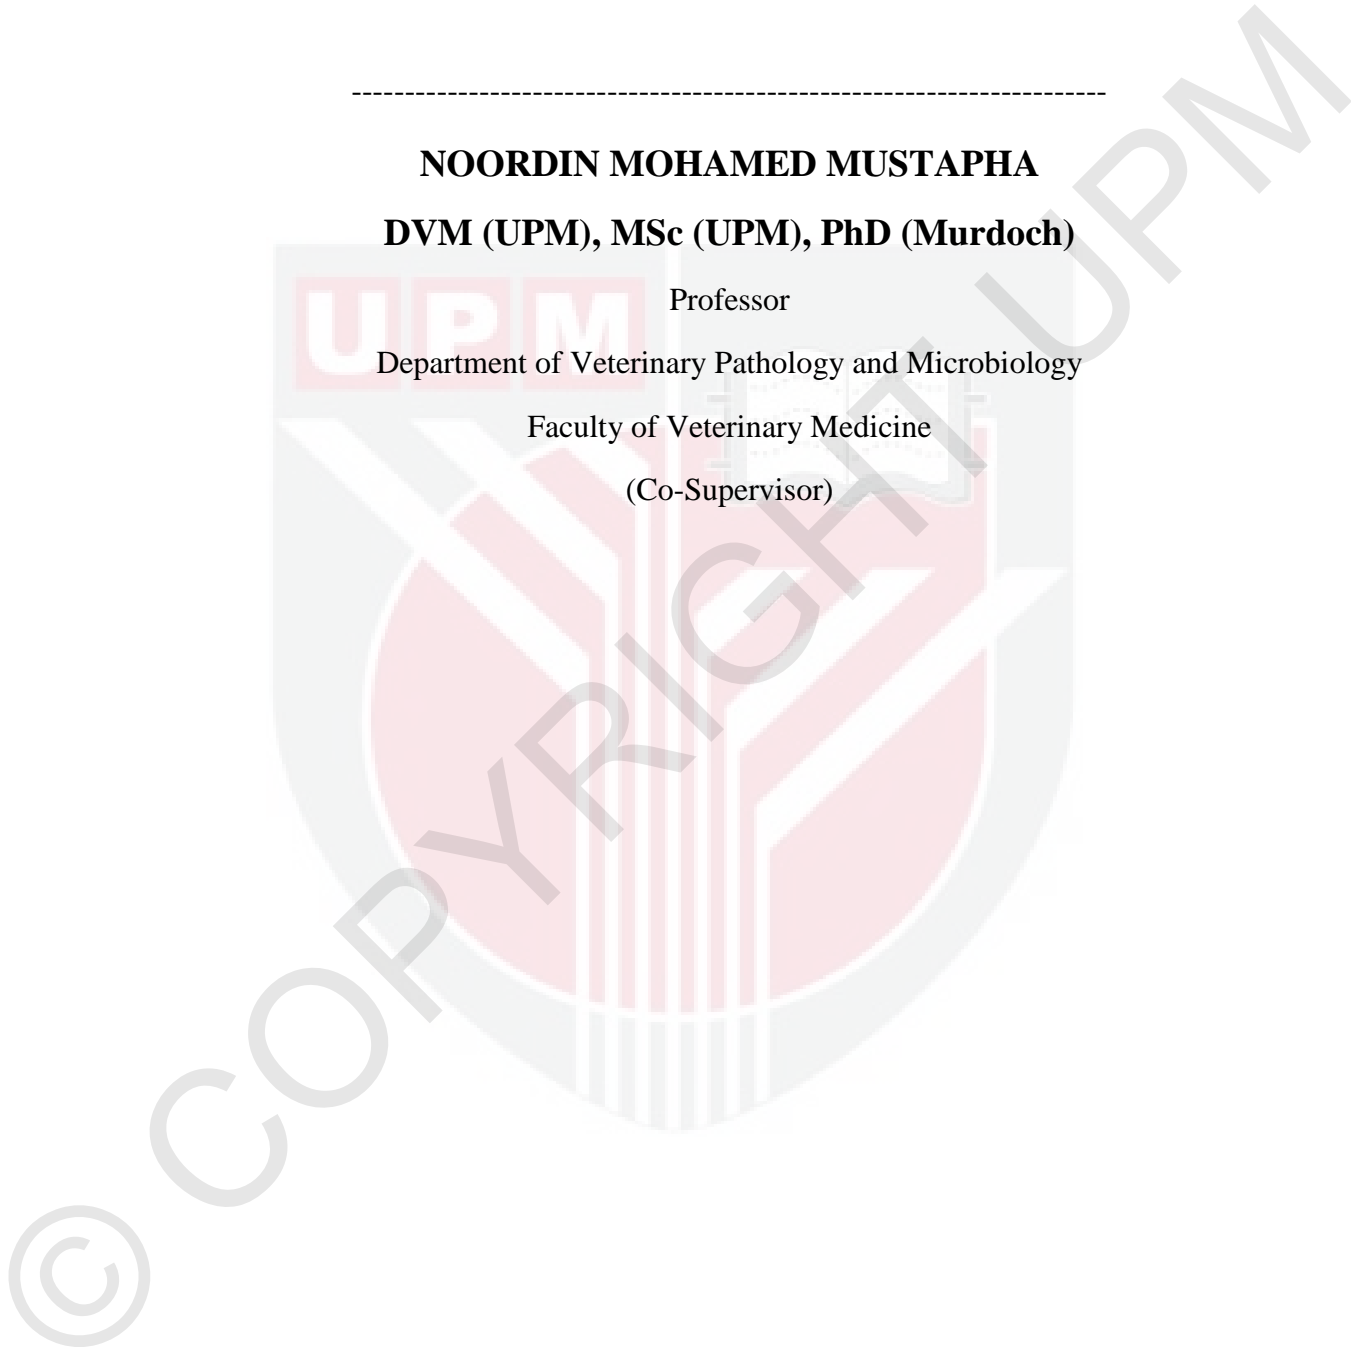 ----------------------------------------------------------------------
NOORDIN MOHAMED MUSTAPHA
DVM (UPM), MSc (UPM), PhD (Murdoch)
Professor
UPM
Department of Veterinary Pathology and Microbiology
Faculty of Veterinary Medicine
(Co-Supervisor)
© COPYRIGHT UPM